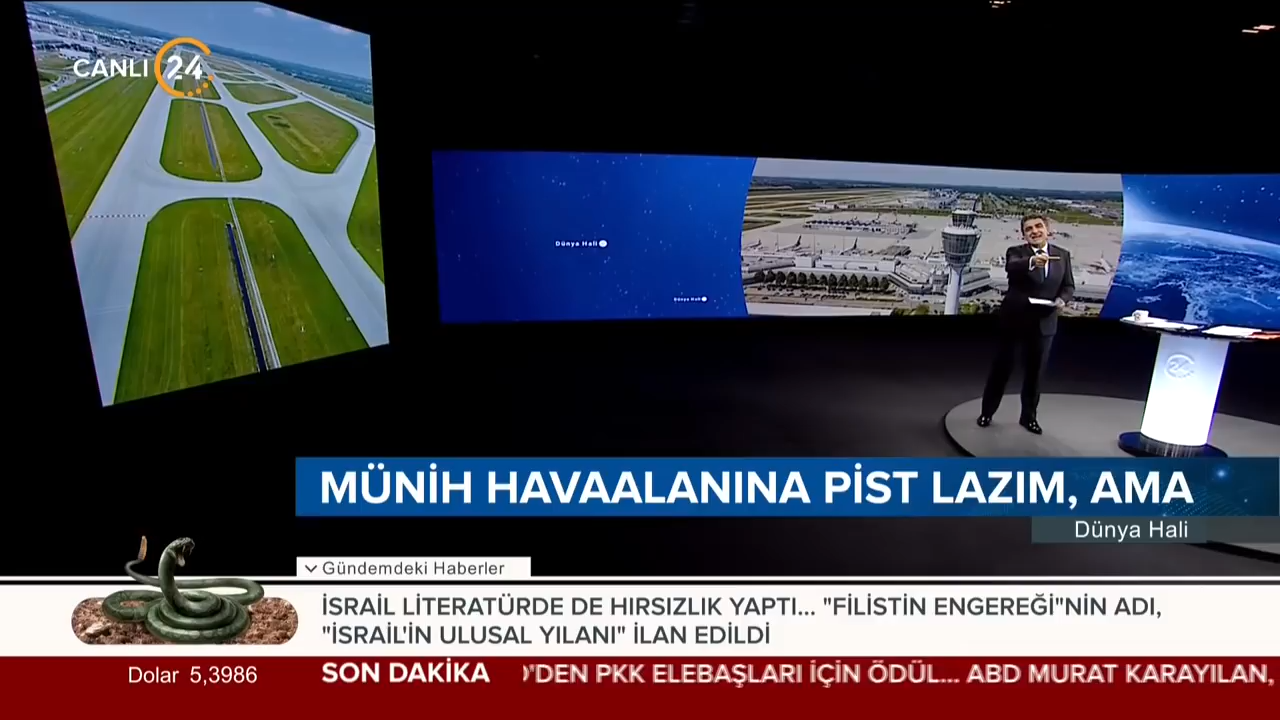 CANLI 24
Dünya Hali
Dünya Hali
24
MÜNİH HAVAALANINA PİST LAZIM, AMA
Dünya Hali
Gündemdeki Haberler
İSRAİL LİTERATÜRDE DE HIRSIZLIK YAPTI... "FİLİSTİN ENGEREĞİ"NİN ADI,
"İSRAİL'İN ULUSAL YILANI" İLAN EDİLDİ
Dolar 5,3986
SON DAKİKA
'DEN PKK ELEBAŞLARI İÇİN ÖDÜL... ABD MURAT KARAYILAN,